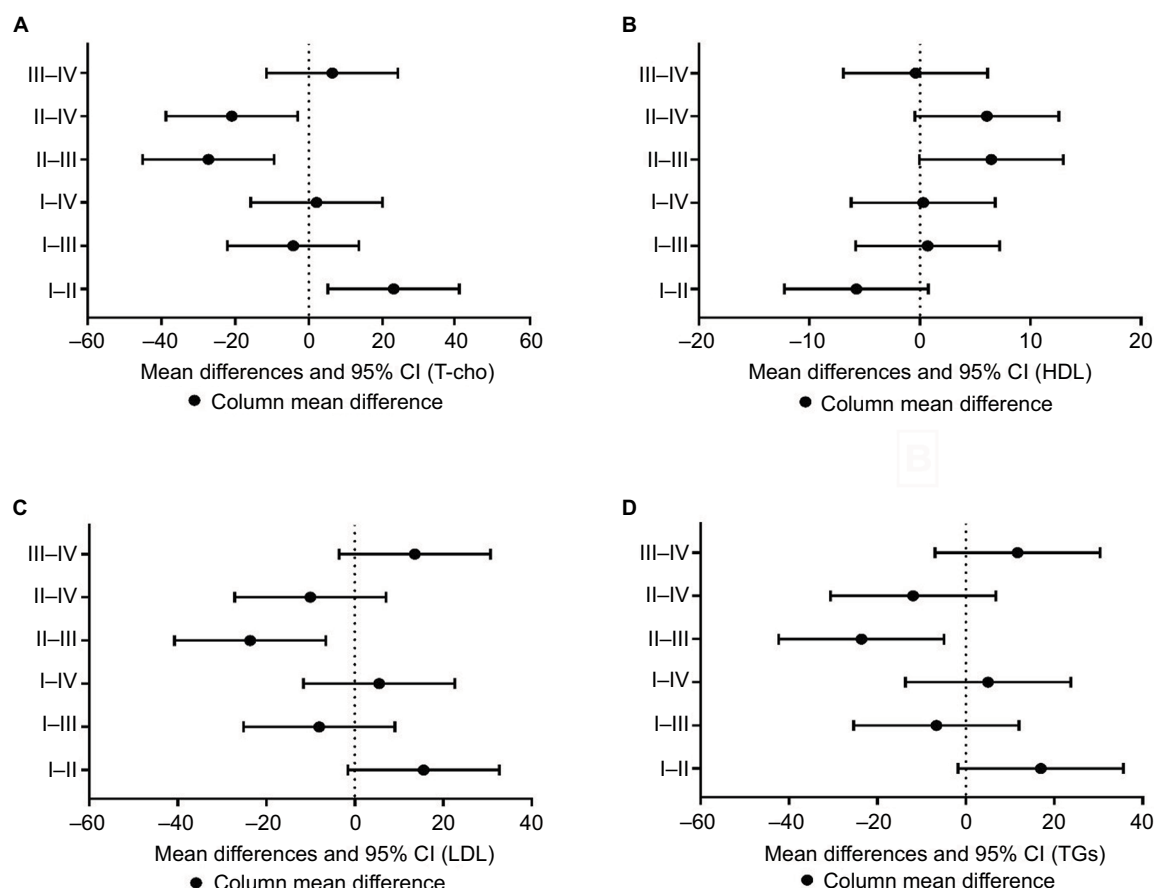 A
III–IV
II–IV
II–III
I–IV
I–III
I–II
–60 –40 –20 0 20 40 60
Mean differences and 95% CI (T-cho)
Column mean difference
B
III–IV
II–IV
II–III
I–IV
I–III
I–II
–20 –10 0 10 20
Mean differences and 95% CI (HDL)
Column mean difference
B
C
III–IV
II–IV
II–III
I–IV
I–III
I–II
–60 –40 –20 0 20 40
Mean differences and 95% CI (LDL)
Column mean difference
D
III–IV
II–IV
II–III
I–IV
I–III
I–II
–60 –40 –20 0 20 40
Mean differences and 95% CI (TGs)
Column mean difference